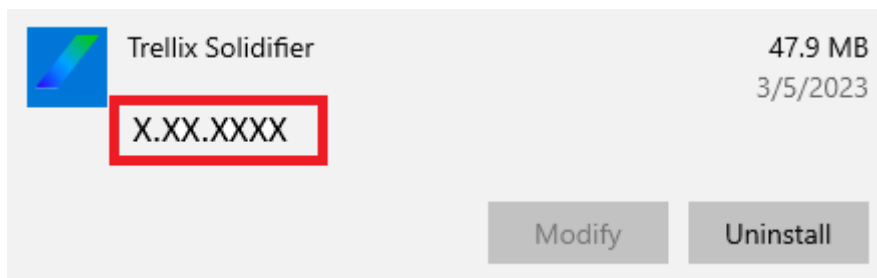 Trellix Solidifier
47.9 MB
3/5/2023
X.XX.XXXX
Modify
Uninstall